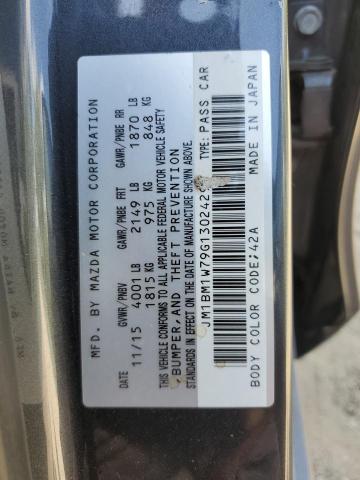 MFD. BY MAZDA MOTOR CORPORATION
DATE GVWR/PNBV GAWR/PNBE FRT GAWR/PNBE RR
11/15 4001 LB 2149 LB 1870 LB
1815 KG 975 KG 848 KG
THIS VEHICLE CONFORMS TO ALL APPLICABLE FEDERAL MOTOR VEHICLE SAFETY
,BUMPER,AND THEFT PREVENTION
STANDARDS IN EFFECT ON THE DATE OF MANUFACTURE SHOWN ABOVE.
JM1BM1W79G1302429 TYPE: PASS CAR
BODY COLOR CODE;42A MADE IN JAPAN